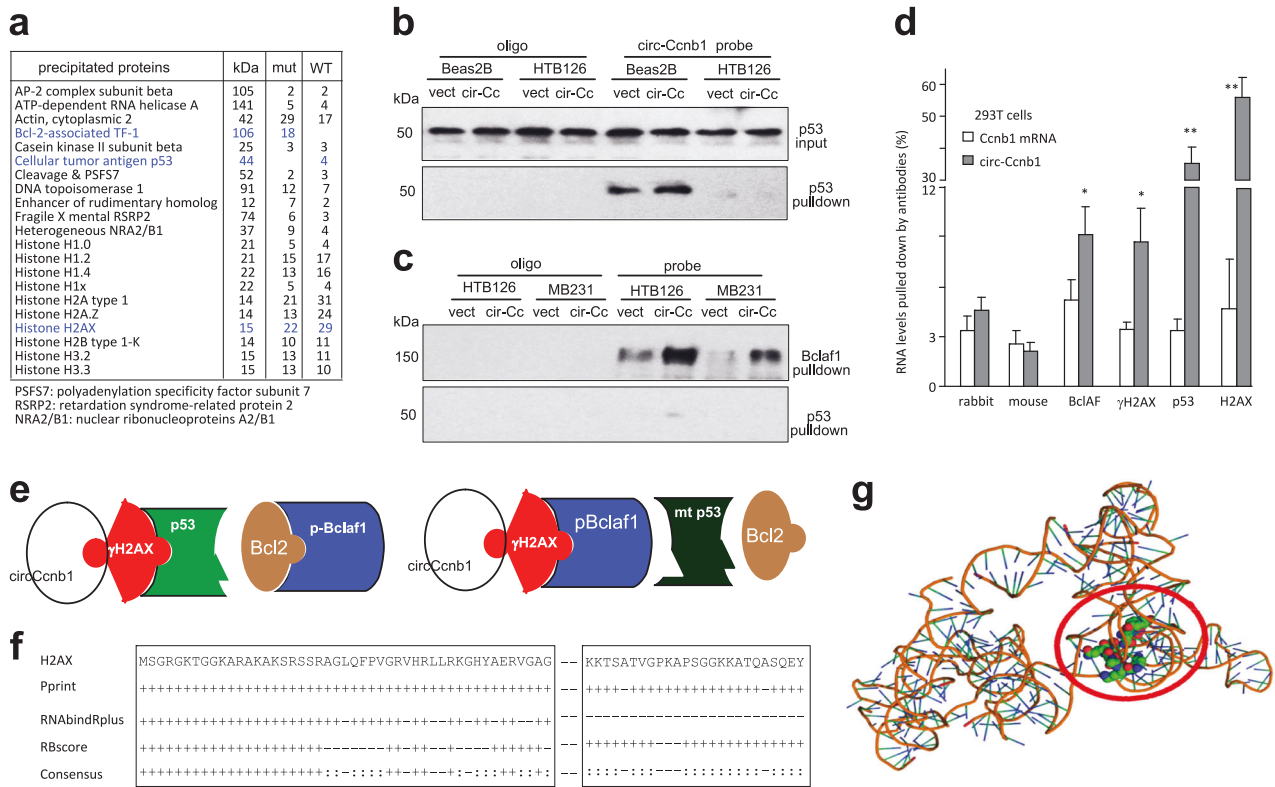 a
precipitated proteins kDa mut WT
AP-2 complex subunit beta 105 2 2
ATP-dependent RNA helicase A 141 5 4
Actin, cytoplasmic 2 42 29 17
Bcl-2-associated TF-1 106 18
Casein kinase II subunit beta 25 3 3
Cellular tumor antigen p53 44 4
Cleavage & PSFS7 52 2 3
DNA topoisomerase 1 91 12 7
Enhancer of rudimentary homolog 12 7 2
Fragile X mental RSRP2 74 6 3
Heterogeneous NRA2/B1 37 9 4
Histone H1.0 21 5 4
Histone H1.2 21 15 17
Histone H1.4 22 13 16
Histone H1x 22 5 4
Histone H2A type 1 14 21 31
Histone H2A.Z 14 13 24
Histone H2AX 15 22 29
Histone H2B type 1-K 14 10 11
Histone H3.2 15 13 11
Histone H3.3 15 13 10
PSFS7: polyadenylation specificity factor subunit 7
RSRP2: retardation syndrome-related protein 2
NRA2/B1: nuclear ribonucleoproteins A2/B1
b
oligo circ-Ccnb1 probe
Beas2B HTB126 Beas2B HTB126
kDa vect cir-Cc vect cir-Cc vect cir-Cc vect cir-Cc
50 p53 input
50 p53 pulldown
c
oligo probe
HTB126 MB231 HTB126 MB231
kDa vect cir-Cc vect cir-Cc vect cir-Cc vect cir-Cc
150 Bclaf1 pulldown
50 p53 pulldown
d
RNA levels pulled down by antibodies (%)
60
50
30
12
3
0
293T cells
Ccnb1 mRNA
circ-Ccnb1
* * ** **
rabbit mouse BclAF γH2AX p53 H2AX
e
circCcnb1 γH2AX p53 Bcl2 p-Bclaf1
circCcnb1 γH2AX pBclaf1 mt p53 Bcl2
f
H2AX MSGRGKTGGKARAKAKSRSSRAGLQFPVGRVHRLLRKGHYAERVGAG -- KKTSATVGPKAPSGGKKATQASQEY
Pprint
RNAbindRplus
RBscore
Consensus
g